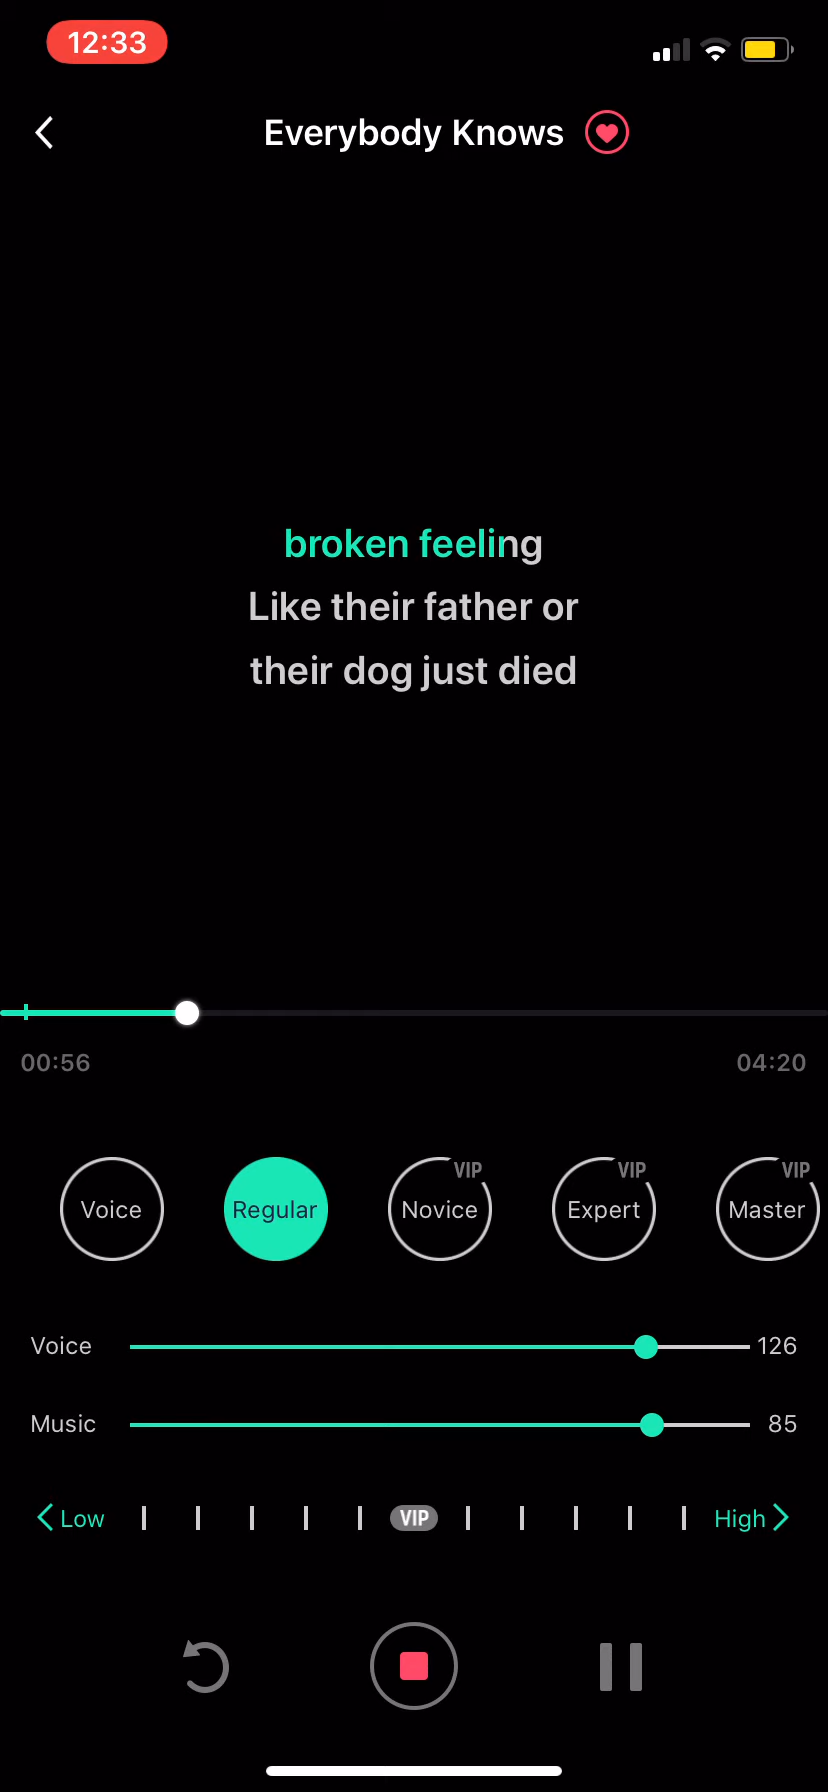 12:33
Everybody Knows
broken feeling
Like their father or
their dog just died
00:56 04:20
VIP VIP VIP
Voice Regular Novice Expert Master
Voice 126
Music 85
Low VIP High